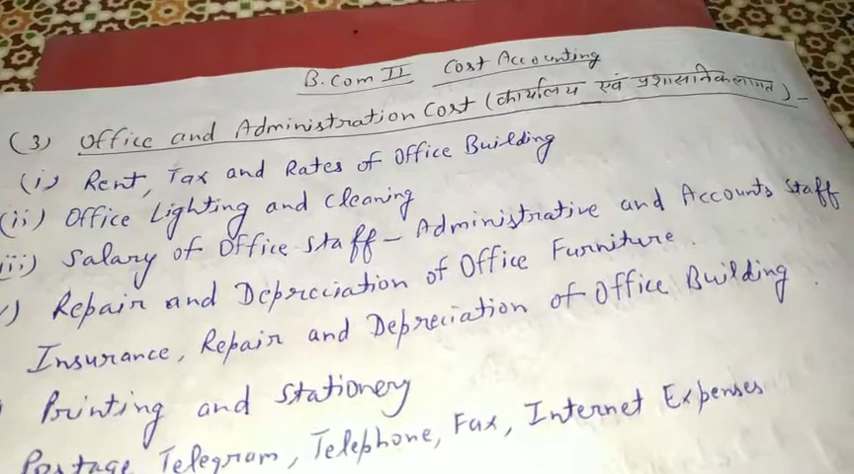 B.Com II Cost Accounting
(3) Office and Administration Cost (कार्यालय एवं प्रशासनिक लागत) -
(i) Rent, Tax and Rates of Office Building
(ii) Office Lighting and Cleaning
iii) Salary of Office Staff - Administrative and Accounts Staff
) Repair and Depreciation of Office Furniture.
Insurance, Repair and Depreciation of Office Building.
Printing and Stationery
Postage, Telegram, Telephone, Fax, Internet Expenses